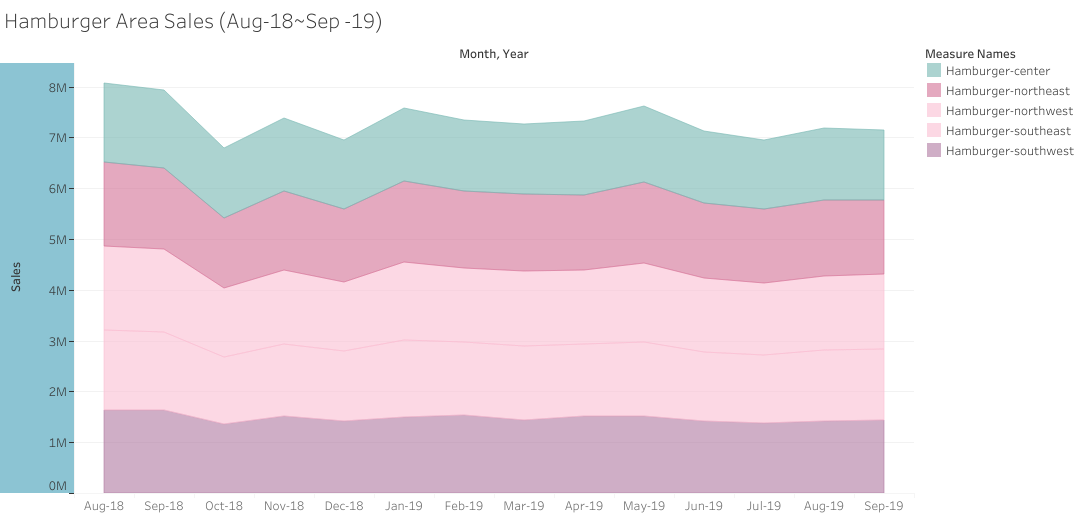 Hamburger Area Sales (Aug-18~Sep -19)
Month, Year
Measure Names
Hamburger-center
Hamburger-northeast
Hamburger-northwest
Hamburger-southeast
Hamburger-southwest
Sales
8M
7M
6M
5M
4M
3M
2M
1M
0M
Aug-18 Sep-18 Oct-18 Nov-18 Dec-18 Jan-19 Feb-19 Mar-19 Apr-19 May-19 Jun-19 Jul-19 Aug-19 Sep-19